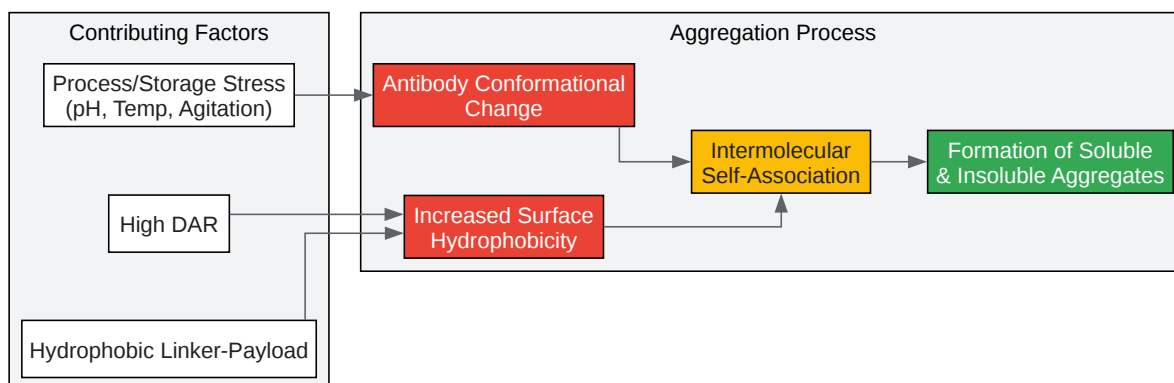 Contributing Factors
Process/Storage Stress
(pH, Temp, Agitation)
High DAR
Hydrophobic Linker-Payload
Aggregation Process
Antibody Conformational
Change
Increased Surface
Hydrophobicity
Intermolecular
Self-Association
Formation of Soluble
& Insoluble Aggregates